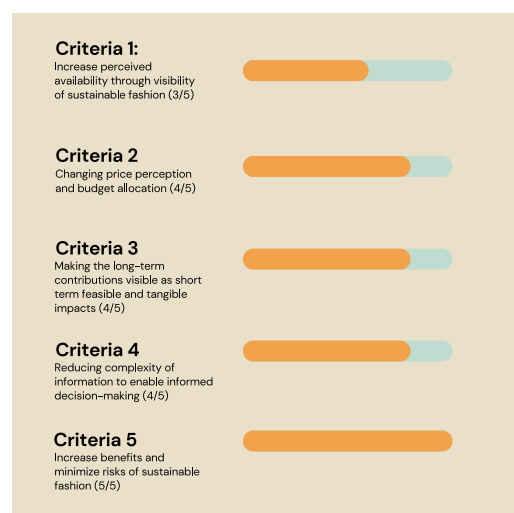 Criteria 1:
Increase perceived
availability through visibility
of sustainable fashion (3/5)
Criteria 2
Changing price perception
and budget allocation (4/5)
Criteria 3
Making the long-term
contributions visible as short
term feasible and tangible
impacts (4/5)
Criteria 4
Reducing complexity of
information to enable informed
decision-making (4/5)
Criteria 5
Increase benefits and
minimize risks of sustainable
fashion (5/5)